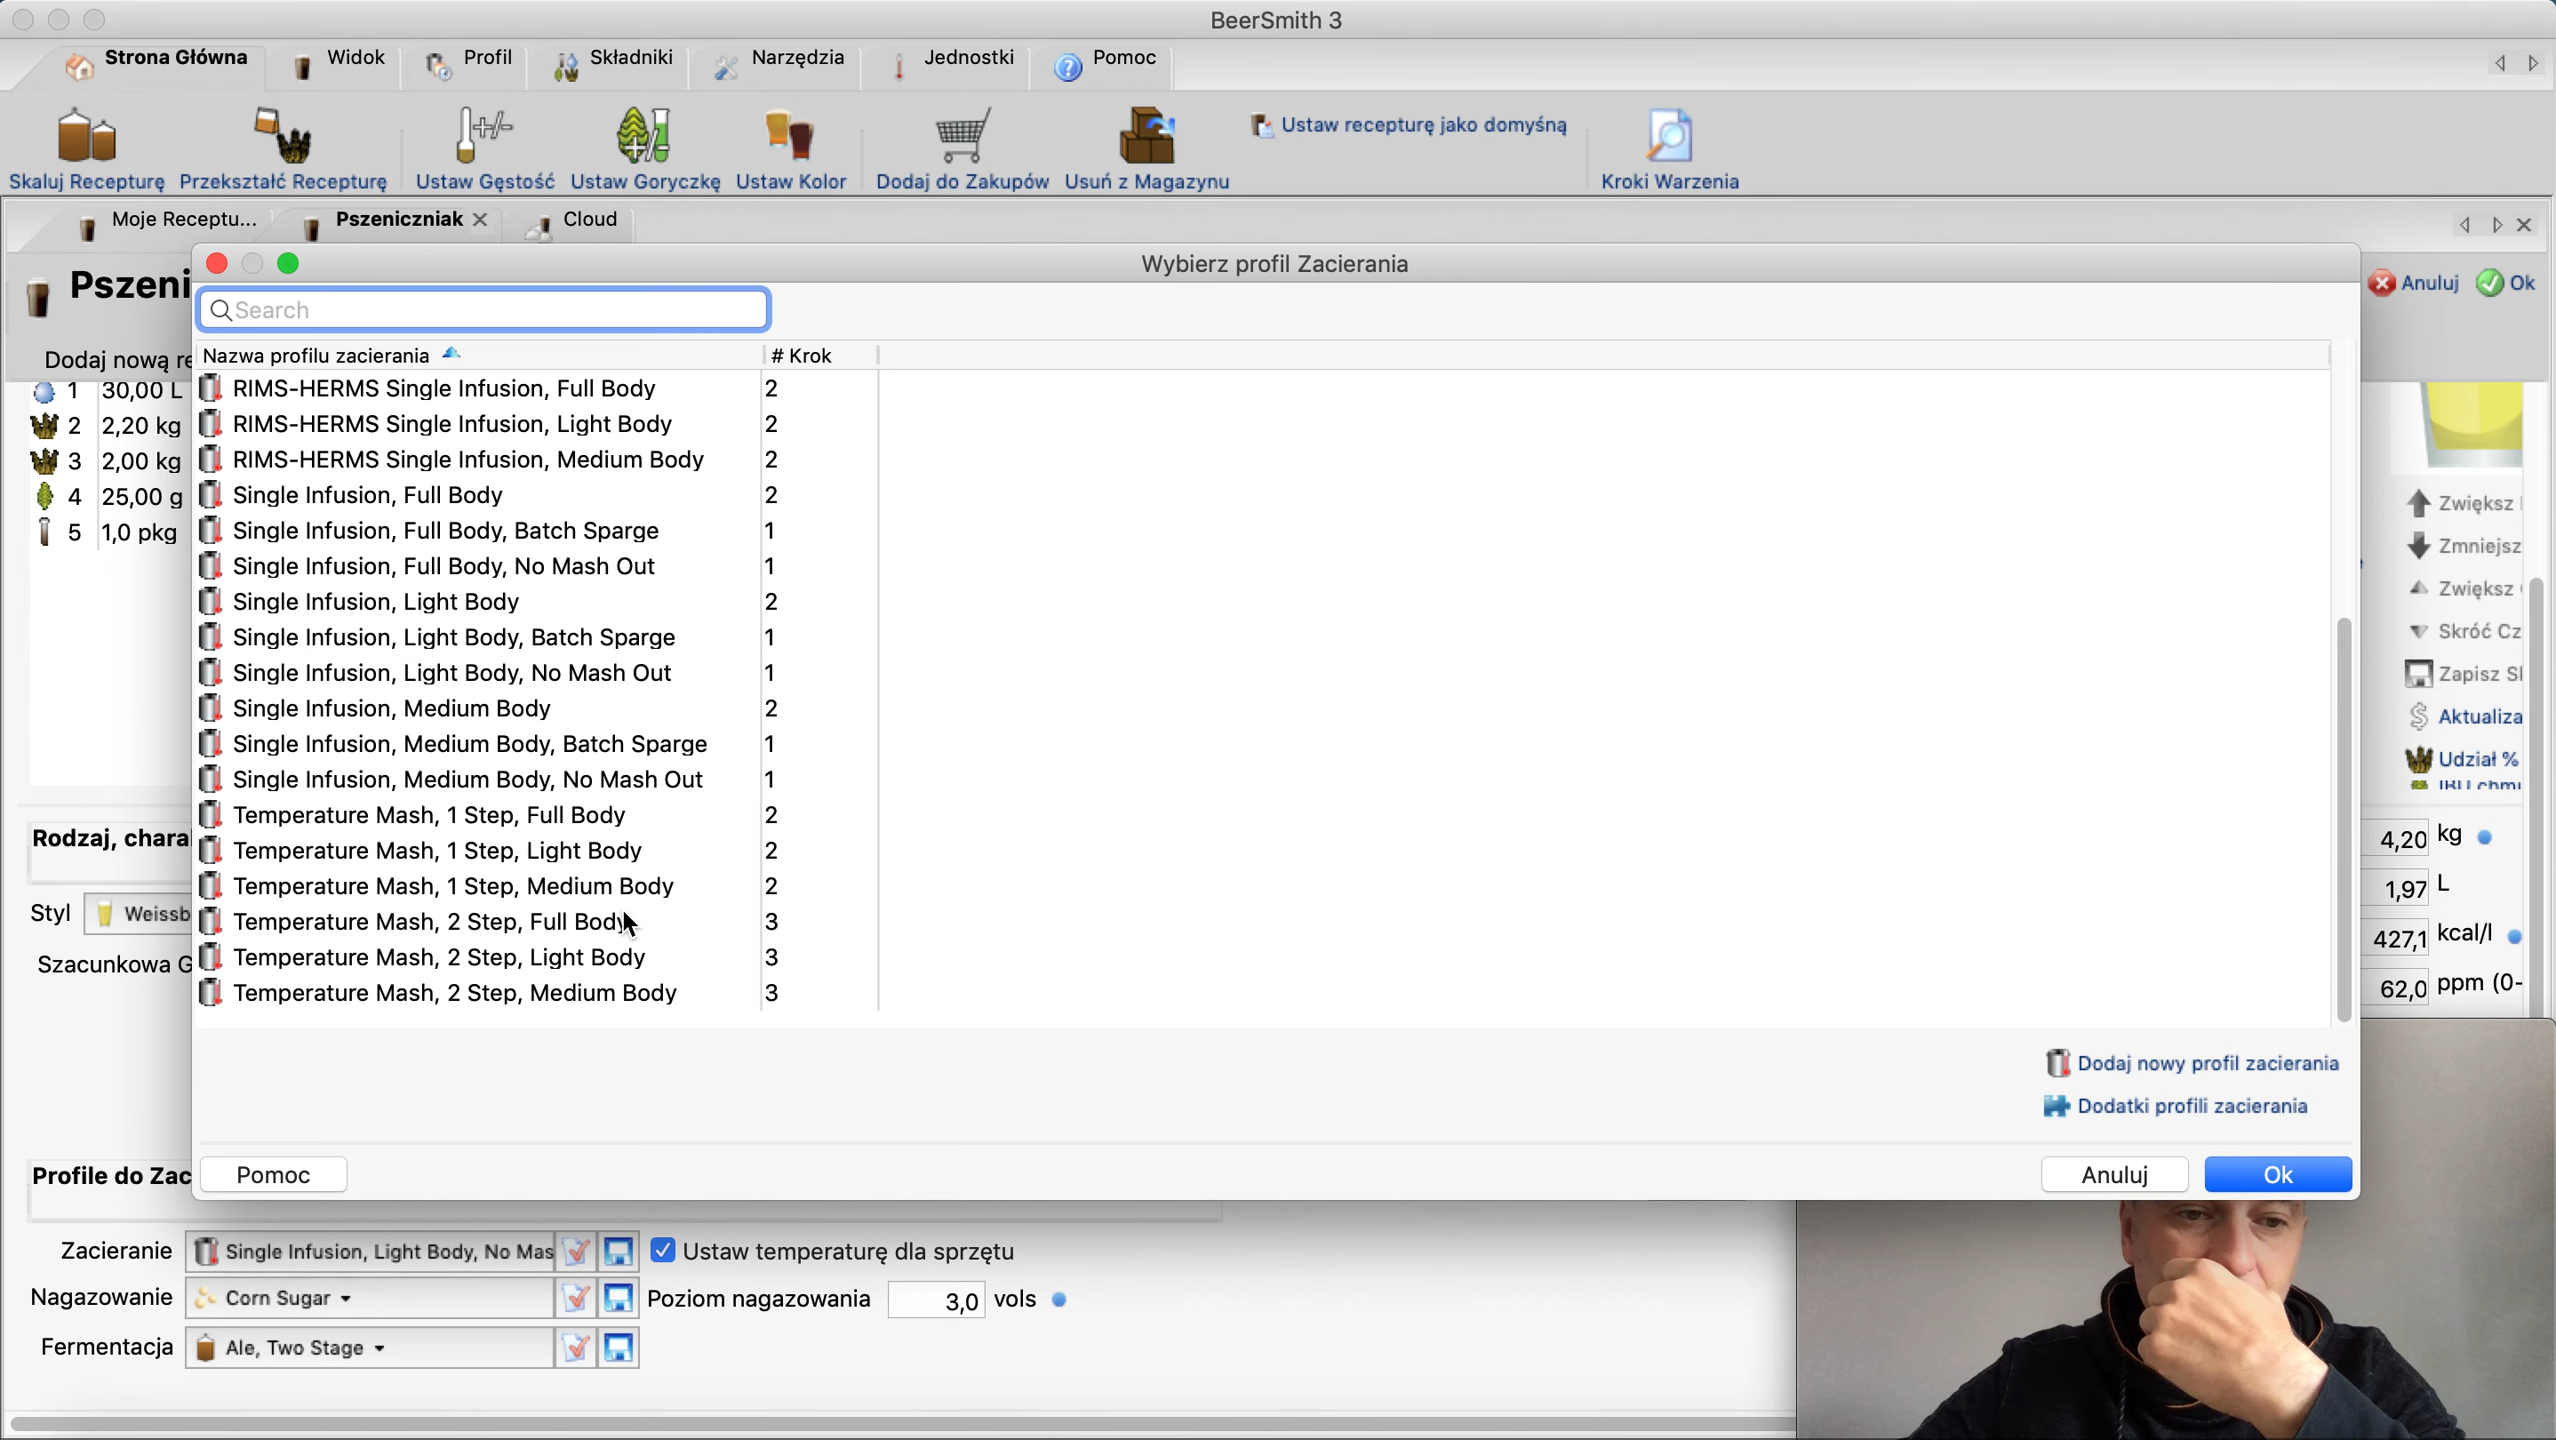 BeerSmith 3
Strona Główna
Widok
Profil
Składniki
Narzędzia
Jednostki
Pomoc
Skaluj Recepturę
Przekształć Recepturę
Ustaw Gęstość
Ustaw Goryczkę
Ustaw Kolor
Dodaj do Zakupów
Usuń z Magazynu
Ustaw recepturę jako domyśną
Kroki Warzenia
Moje Receptu...
Pszeniczniak
Cloud
Pszeni
Wybierz profil Zacierania
Anuluj
Ok
Search
Dodaj nową re
Nazwa profilu zacierania
# Krok
1 30,00 L
2 2,20 kg
3 2,00 kg
4 25,00 g
5 1,0 pkg
RIMS-HERMS Single Infusion, Full Body 2
RIMS-HERMS Single Infusion, Light Body 2
RIMS-HERMS Single Infusion, Medium Body 2
Single Infusion, Full Body 2
Single Infusion, Full Body, Batch Sparge 1
Single Infusion, Full Body, No Mash Out 1
Single Infusion, Light Body 2
Single Infusion, Light Body, Batch Sparge 1
Single Infusion, Light Body, No Mash Out 1
Single Infusion, Medium Body 2
Single Infusion, Medium Body, Batch Sparge 1
Single Infusion, Medium Body, No Mash Out 1
Temperature Mash, 1 Step, Full Body 2
Temperature Mash, 1 Step, Light Body 2
Temperature Mash, 1 Step, Medium Body 2
Temperature Mash, 2 Step, Full Body 3
Temperature Mash, 2 Step, Light Body 3
Temperature Mash, 2 Step, Medium Body 3
Zwiększ
Zmniejsz
Zwiększ
Skróć Cz
Zapisz Sl
Aktualiza
Udział %
Rodzaj, chara
Styl
Weissb
Szacunkowa G
4,20 kg
1,97 L
427,1 kcal/l
62,0 ppm (0-
Dodaj nowy profil zacierania
Dodatki profili zacierania
Pomoc
Anuluj
Ok
Profile do Zac
Zacieranie
Single Infusion, Light Body, No Mas
Ustaw temperaturę dla sprzętu
Nagazowanie
Corn Sugar
Poziom nagazowania
3,0 vols
Fermentacja
Ale, Two Stage